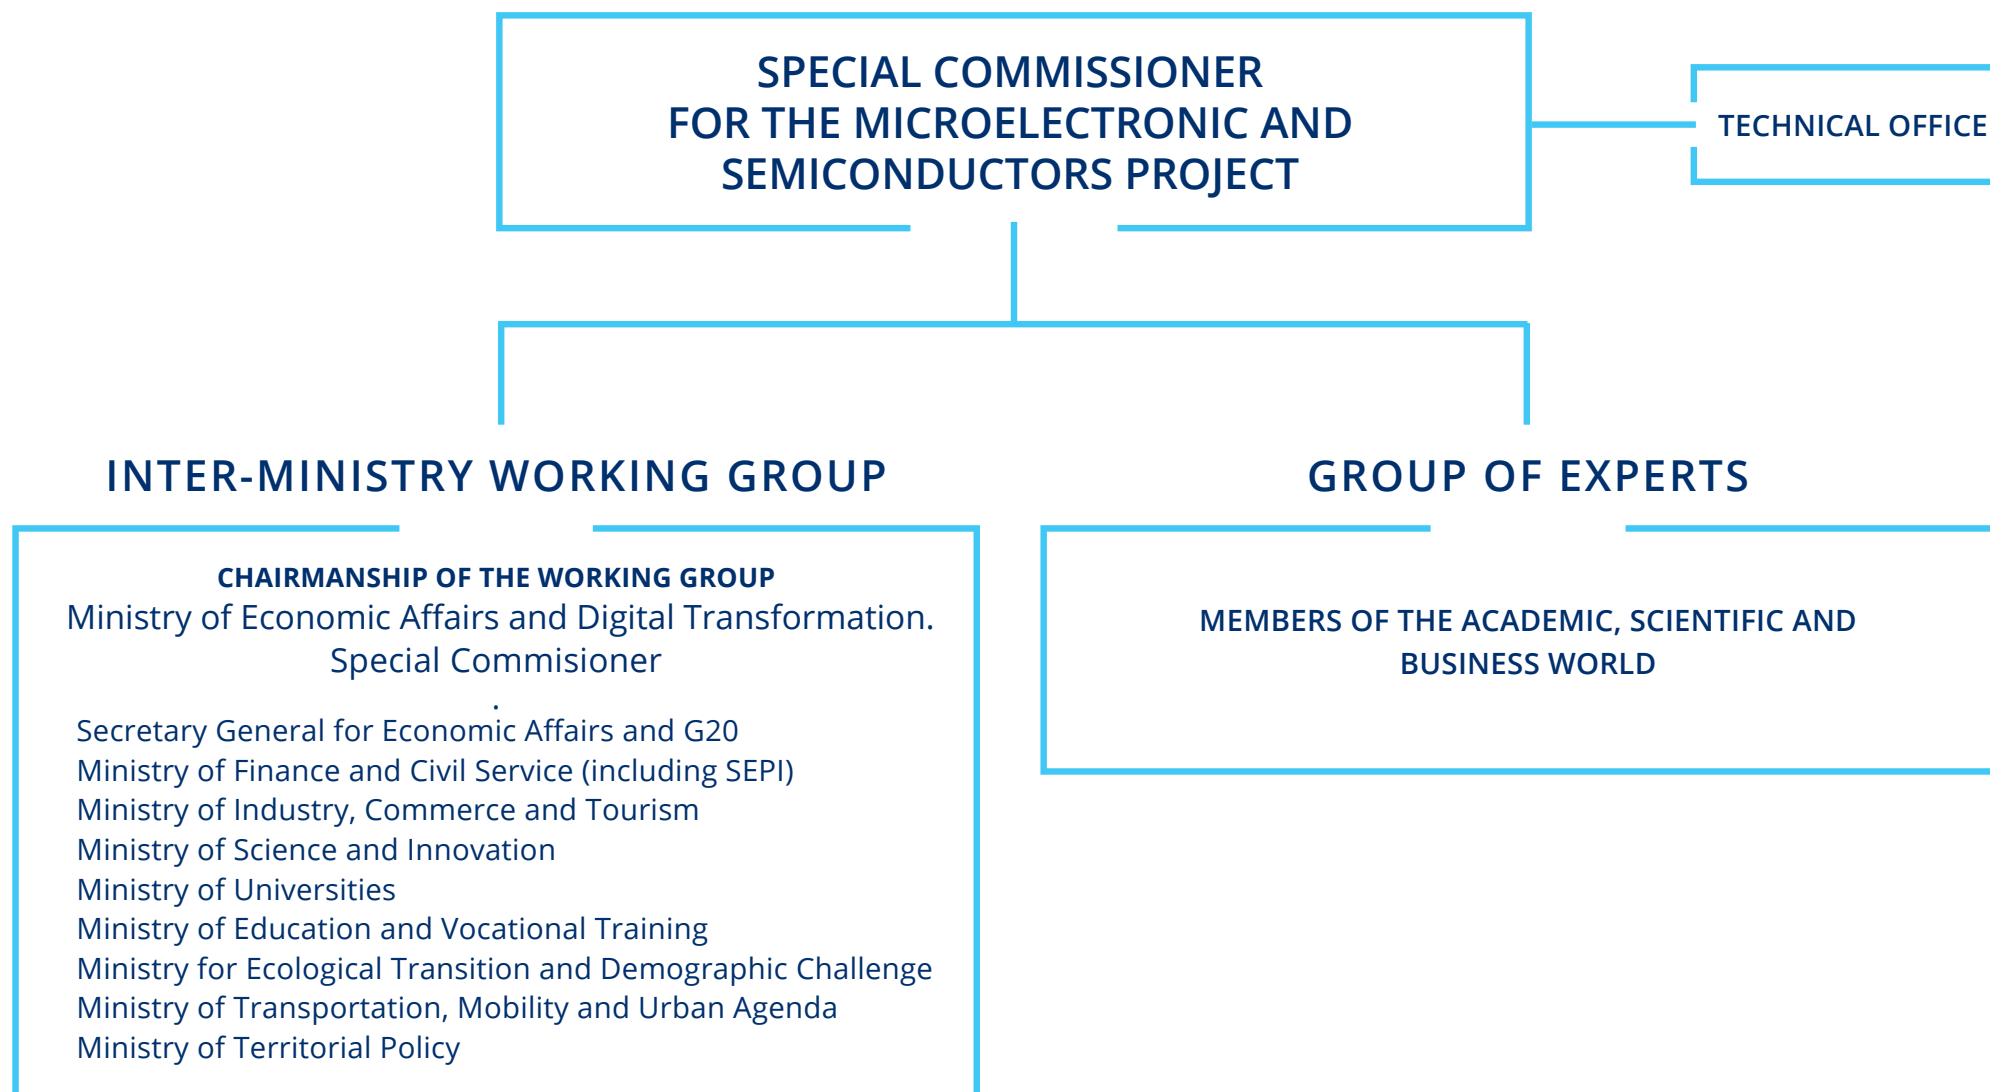 SPECIAL COMMISSIONER
FOR THE MICROELECTRONIC AND
SEMICONDUCTORS PROJECT
TECHNICAL OFFICE
INTER-MINISTRY WORKING GROUP
CHAIRMANSHIP OF THE WORKING GROUP
Ministry of Economic Affairs and Digital Transformation.
Special Commisioner
.
Secretary General for Economic Affairs and G20
Ministry of Finance and Civil Service (including SEPI)
Ministry of Industry, Commerce and Tourism
Ministry of Science and Innovation
Ministry of Universities
Ministry of Education and Vocational Training
Ministry for Ecological Transition and Demographic Challenge
Ministry of Transportation, Mobility and Urban Agenda
Ministry of Territorial Policy
GROUP OF EXPERTS
MEMBERS OF THE ACADEMIC, SCIENTIFIC AND
BUSINESS WORLD